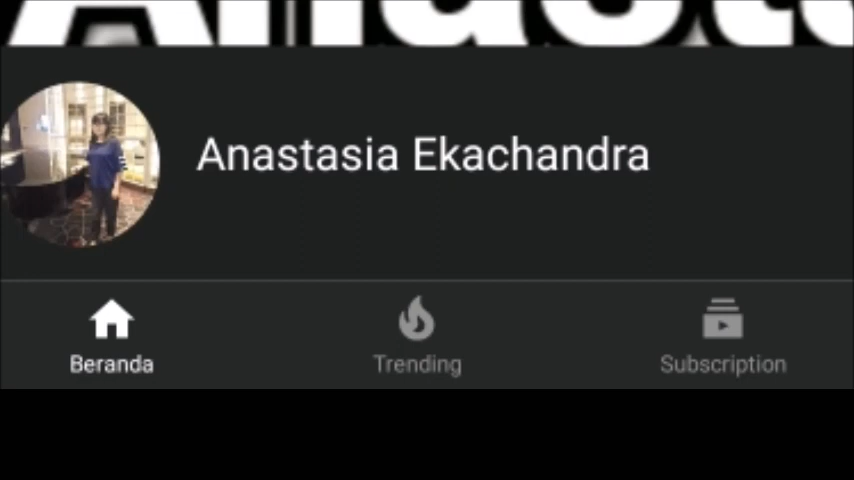 Anastasia Ekachandra
Beranda
Trending
Subscription